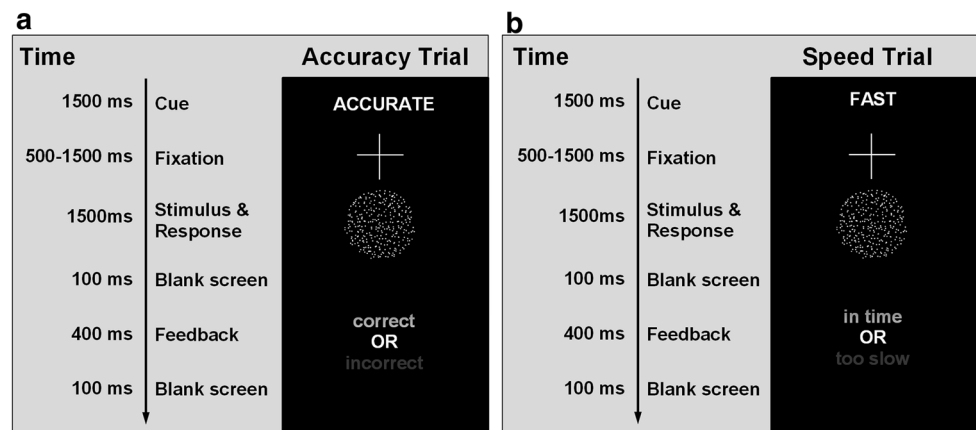 a
Time Accuracy Trial
1500 ms Cue ACCURATE
500-1500 ms Fixation
1500ms Stimulus &
Response
100 ms Blank screen
400 ms Feedback
correct
OR
incorrect
100 ms Blank screen
b
Time Speed Trial
1500 ms Cue FAST
500-1500 ms Fixation
1500ms Stimulus &
Response
100 ms Blank screen
400 ms Feedback
in time
OR
too slow
100 ms Blank screen